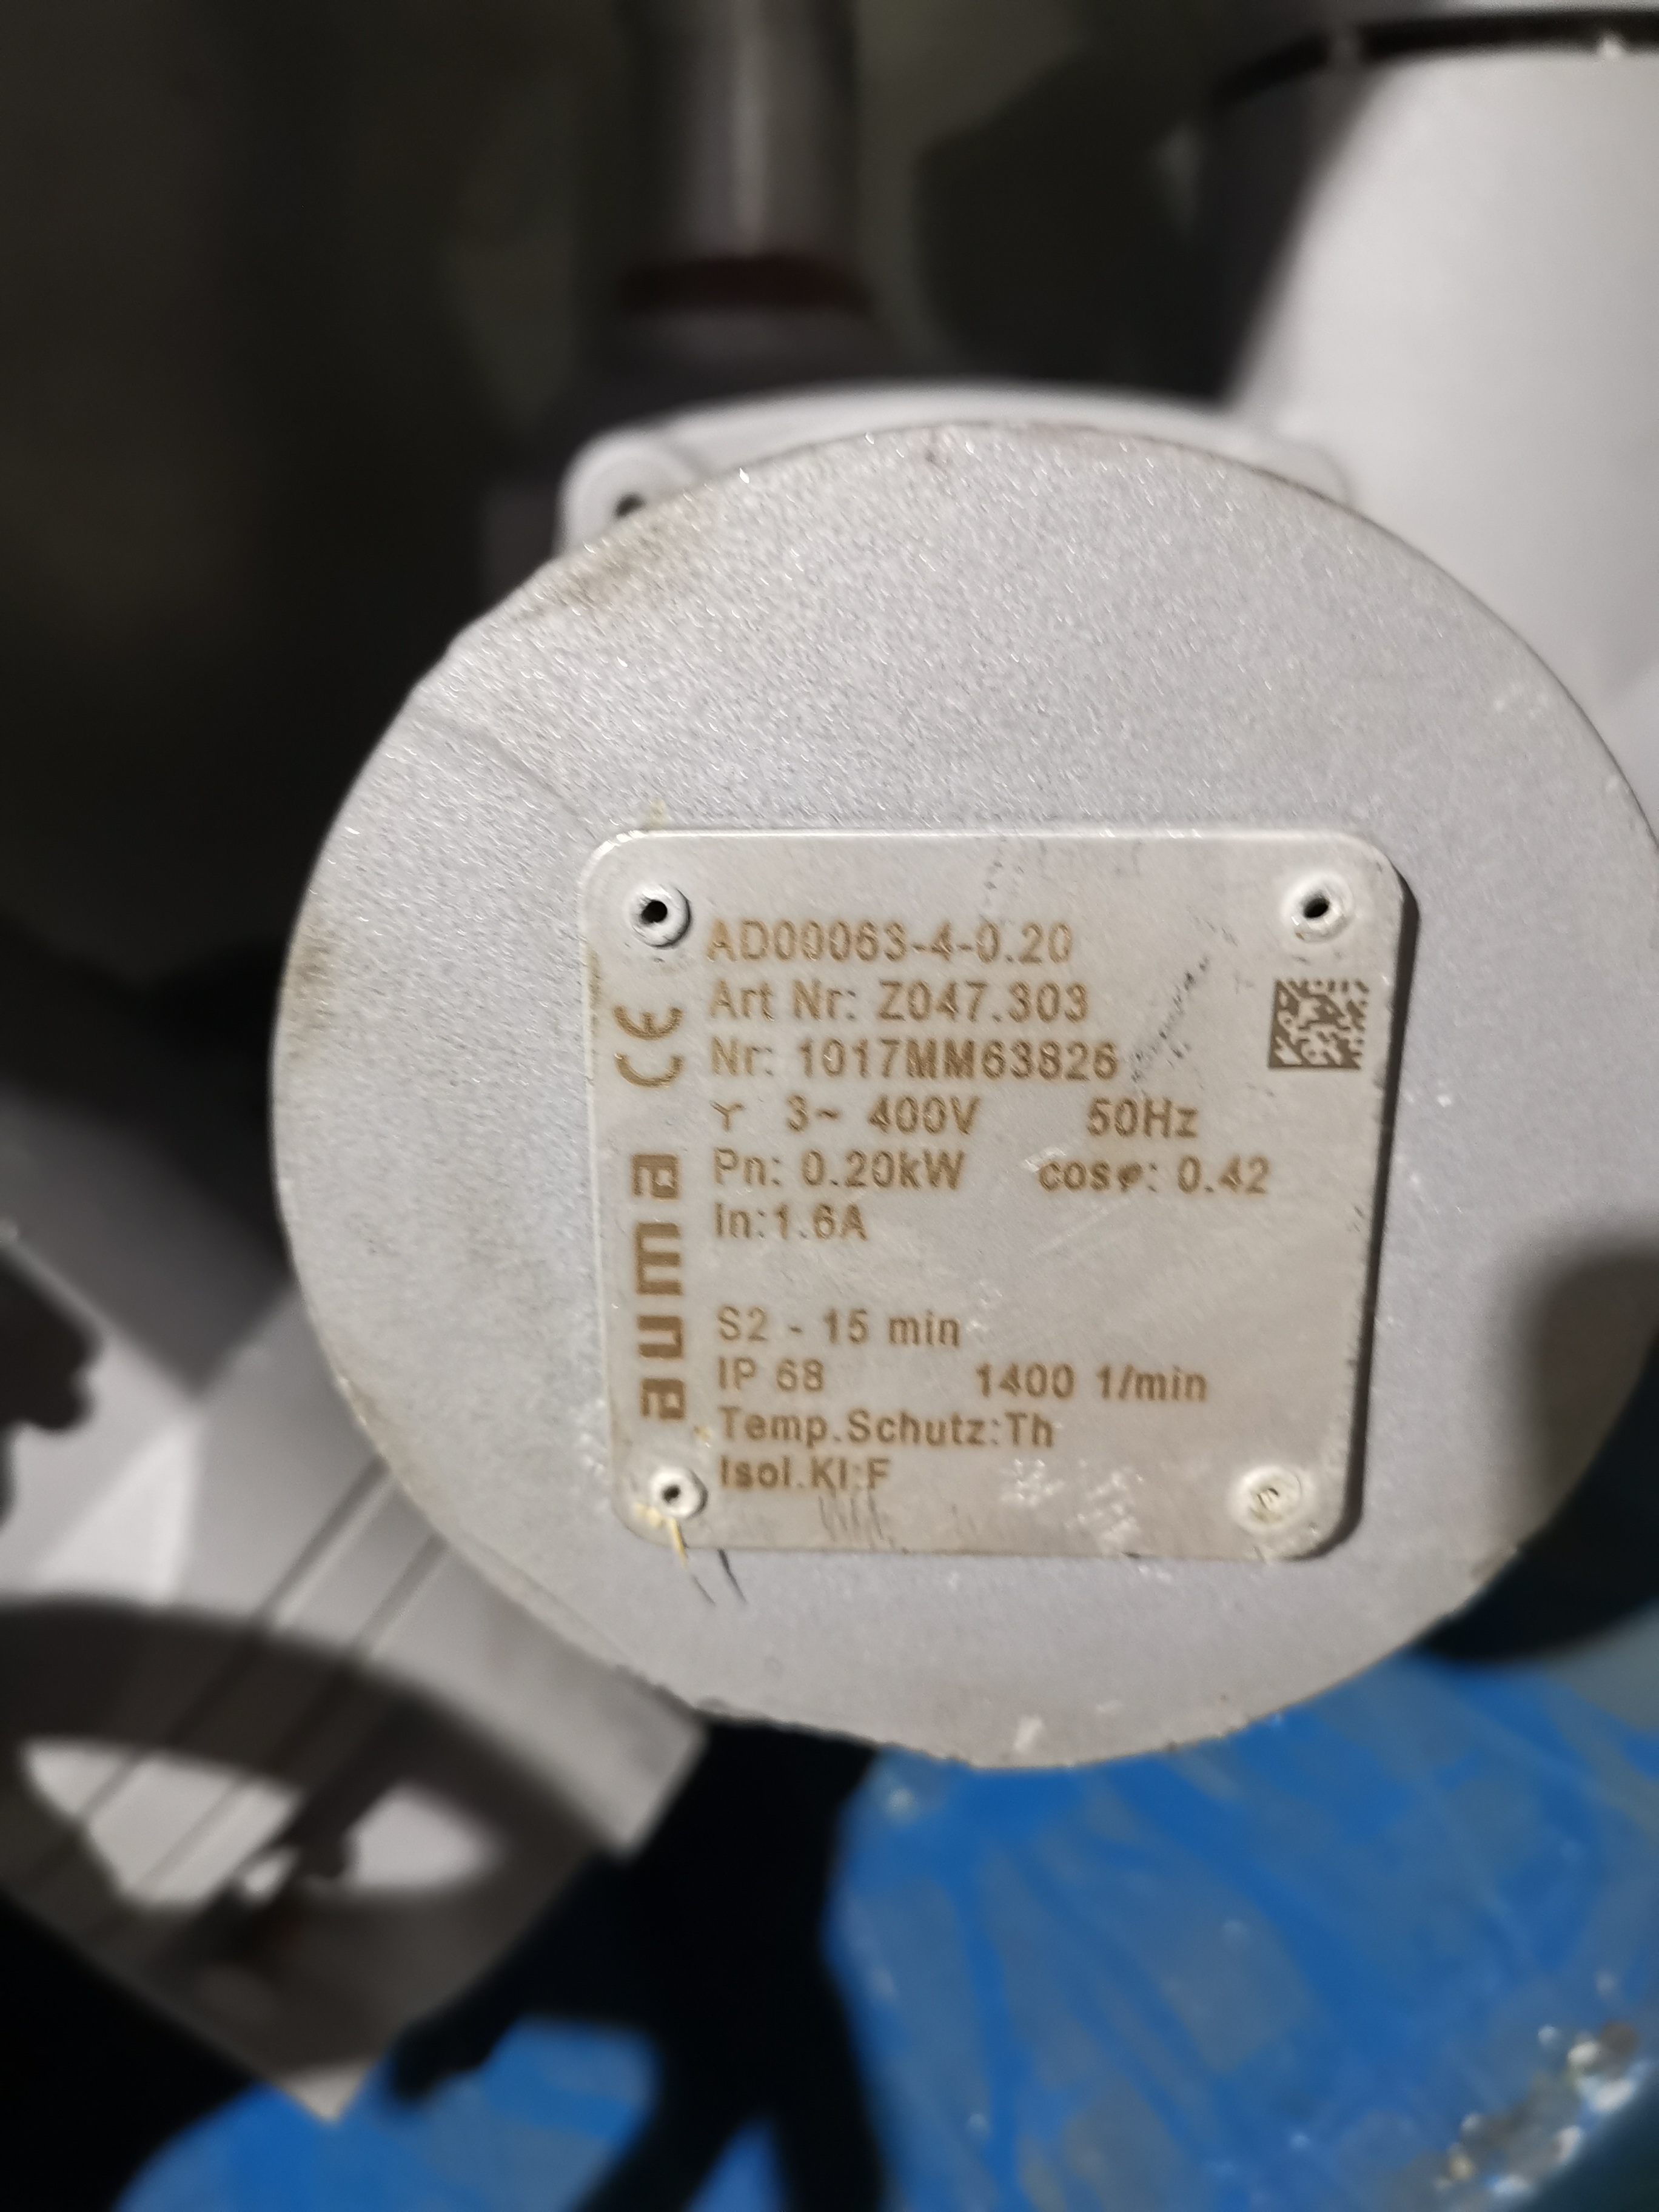 AD00063-4-0.20
Art Nr: Z047.303
Nr: 1017MM63826
Y 3~ 400V 50Hz
Pn: 0.20kW cosφ: 0.42
In:1.6A
S2 - 15 min
IP 68 1400 1/min
Temp.Schutz:Th
Isol.Kl:F
CE
auma